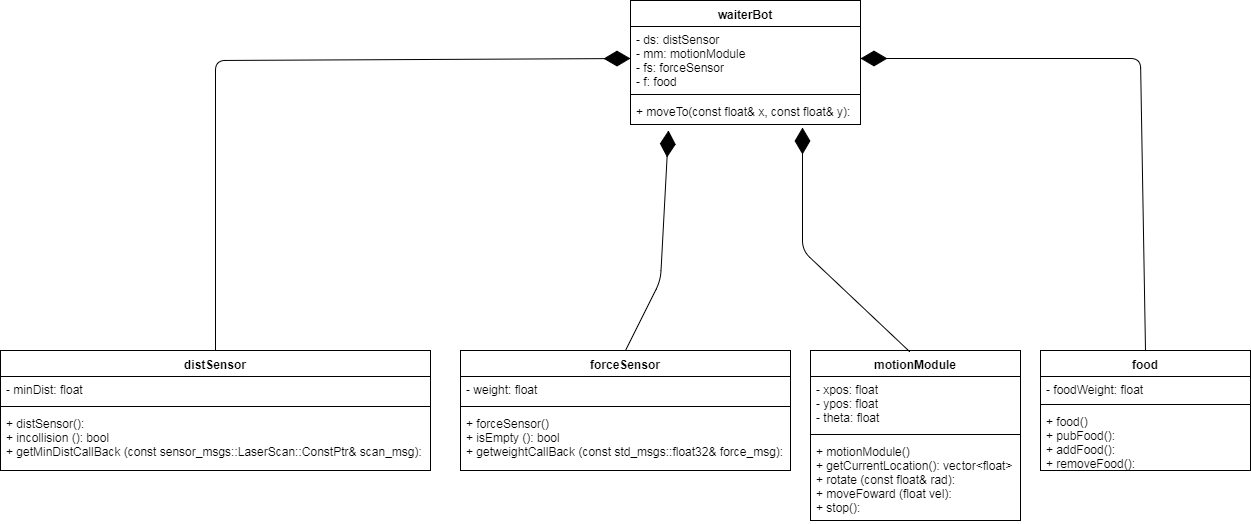 waiterBot
- ds: distSensor
- mm: motionModule
- fs: forceSensor
- f: food
+ moveTo(const float& x, const float& y):
distSensor
- minDist: float
+ distSensor():
+ incollision (): bool
+ getMinDistCallBack (const sensor_msgs::LaserScan::ConstPtr& scan_msg):
forceSensor
- weight: float
+ forceSensor()
+ isEmpty (): bool
+ getweightCallBack (const std_msgs::float32& force_msg):
motionModule
- xpos: float
- ypos: float
- theta: float
+ motionModule()
+ getCurrentLocation(): vector<float>
+ rotate (const float& rad):
+ moveFoward (float vel):
+ stop():
food
- foodWeight: float
+ food()
+ pubFood():
+ addFood():
+ removeFood():